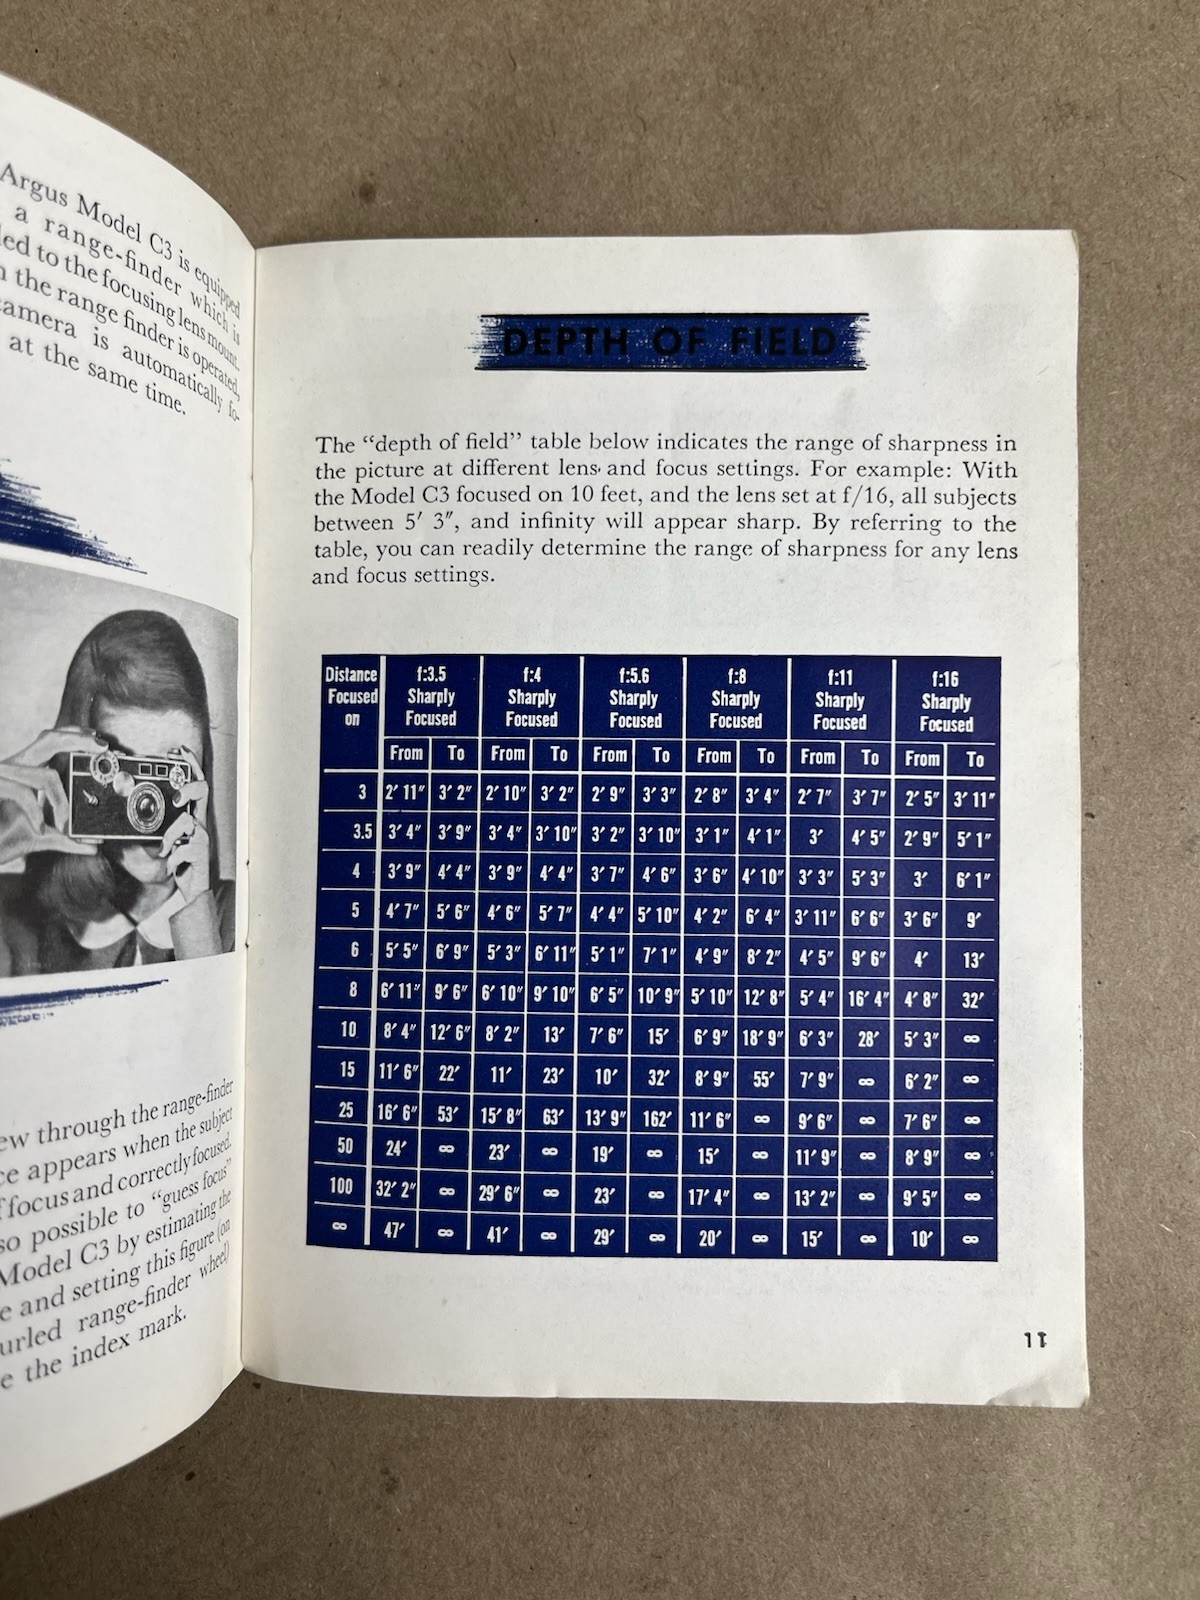 Argus Model C3 is equipped
a range-finder which is
led to the focusing lens mount.
the range finder is operated,
camera is automatically fo-
at the same time.
ew through the range-finder
ce appears when the subject
f focus and correctly focused.
so possible to “guess focus”
Model C3 by estimating the
e and setting this figure (on
urled range-finder wheel)
e the index mark.
DEPTH OF FIELD
The “depth of field” table below indicates the range of sharpness in
the picture at different lens and focus settings. For example: With
the Model C3 focused on 10 feet, and the lens set at f/16, all subjects
between 5′ 3″, and infinity will appear sharp. By referring to the
table, you can readily determine the range of sharpness for any lens
and focus settings.
Distance f:3.5 f:4 f:5.6 f:8 f:11 f:16
Focused Sharply Sharply Sharply Sharply Sharply Sharply
on Focused Focused Focused Focused Focused Focused
From To From To From To From To From To From To
3 2′ 11″ 3′ 2″ 2′ 10″ 3′ 2″ 2′ 9″ 3′ 3″ 2′ 8″ 3′ 4″ 2′ 7″ 3′ 7″ 2′ 5″ 3′ 11″
3.5 3′ 4″ 3′ 9″ 3′ 4″ 3′ 10″ 3′ 2″ 3′ 10″ 3′ 1″ 4′ 1″ 3′ 4′ 5″ 2′ 9″ 5′ 1″
4 3′ 9″ 4′ 4″ 3′ 9″ 4′ 4″ 3′ 7″ 4′ 6″ 3′ 6″ 4′ 10″ 3′ 3″ 5′ 3″ 3′ 6′ 1″
5 4′ 7″ 5′ 6″ 4′ 6″ 5′ 7″ 4′ 4″ 5′ 10″ 4′ 2″ 6′ 4″ 3′ 11″ 6′ 6″ 3′ 6″ 9′
6 5′ 5″ 6′ 9″ 5′ 3″ 6′ 11″ 5′ 1″ 7′ 1″ 4′ 9″ 8′ 2″ 4′ 5″ 9′ 6″ 4′ 13′
8 6′ 11″ 9′ 6″ 6′ 10″ 9′ 10″ 6′ 5″ 10′ 9″ 5′ 10″ 12′ 8″ 5′ 4″ 16′ 4″ 4′ 8″ 32′
10 8′ 4″ 12′ 6″ 8′ 2″ 13′ 7′ 6″ 15′ 6′ 9″ 18′ 9″ 6′ 3″ 28′ 5′ 3″ ∞
15 11′ 6″ 22′ 11′ 23′ 10′ 32′ 8′ 9″ 55′ 7′ 9″ ∞ 6′ 2″ ∞
25 16′ 6″ 53′ 15′ 8″ 63′ 13′ 9″ 162′ 11′ 6″ ∞ 9′ 6″ ∞ 7′ 6″ ∞
50 24′ ∞ 23′ ∞ 19′ ∞ 15′ ∞ 11′ 9″ ∞ 8′ 9″ ∞
100 32′ 2″ ∞ 29′ 6″ ∞ 23′ ∞ 17′ 4″ ∞ 13′ 2″ ∞ 9′ 5″ ∞
∞ 47′ ∞ 41′ ∞ 29′ ∞ 20′ ∞ 15′ ∞ 10′ ∞
11